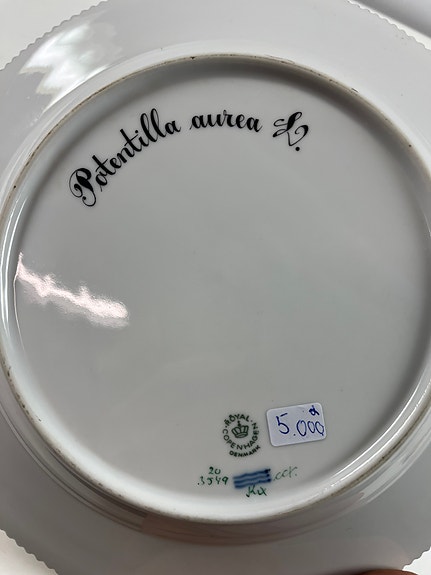 Potentilla aurea L.
ROYAL
COPENHAGEN
DENMARK
5.000
20
3549